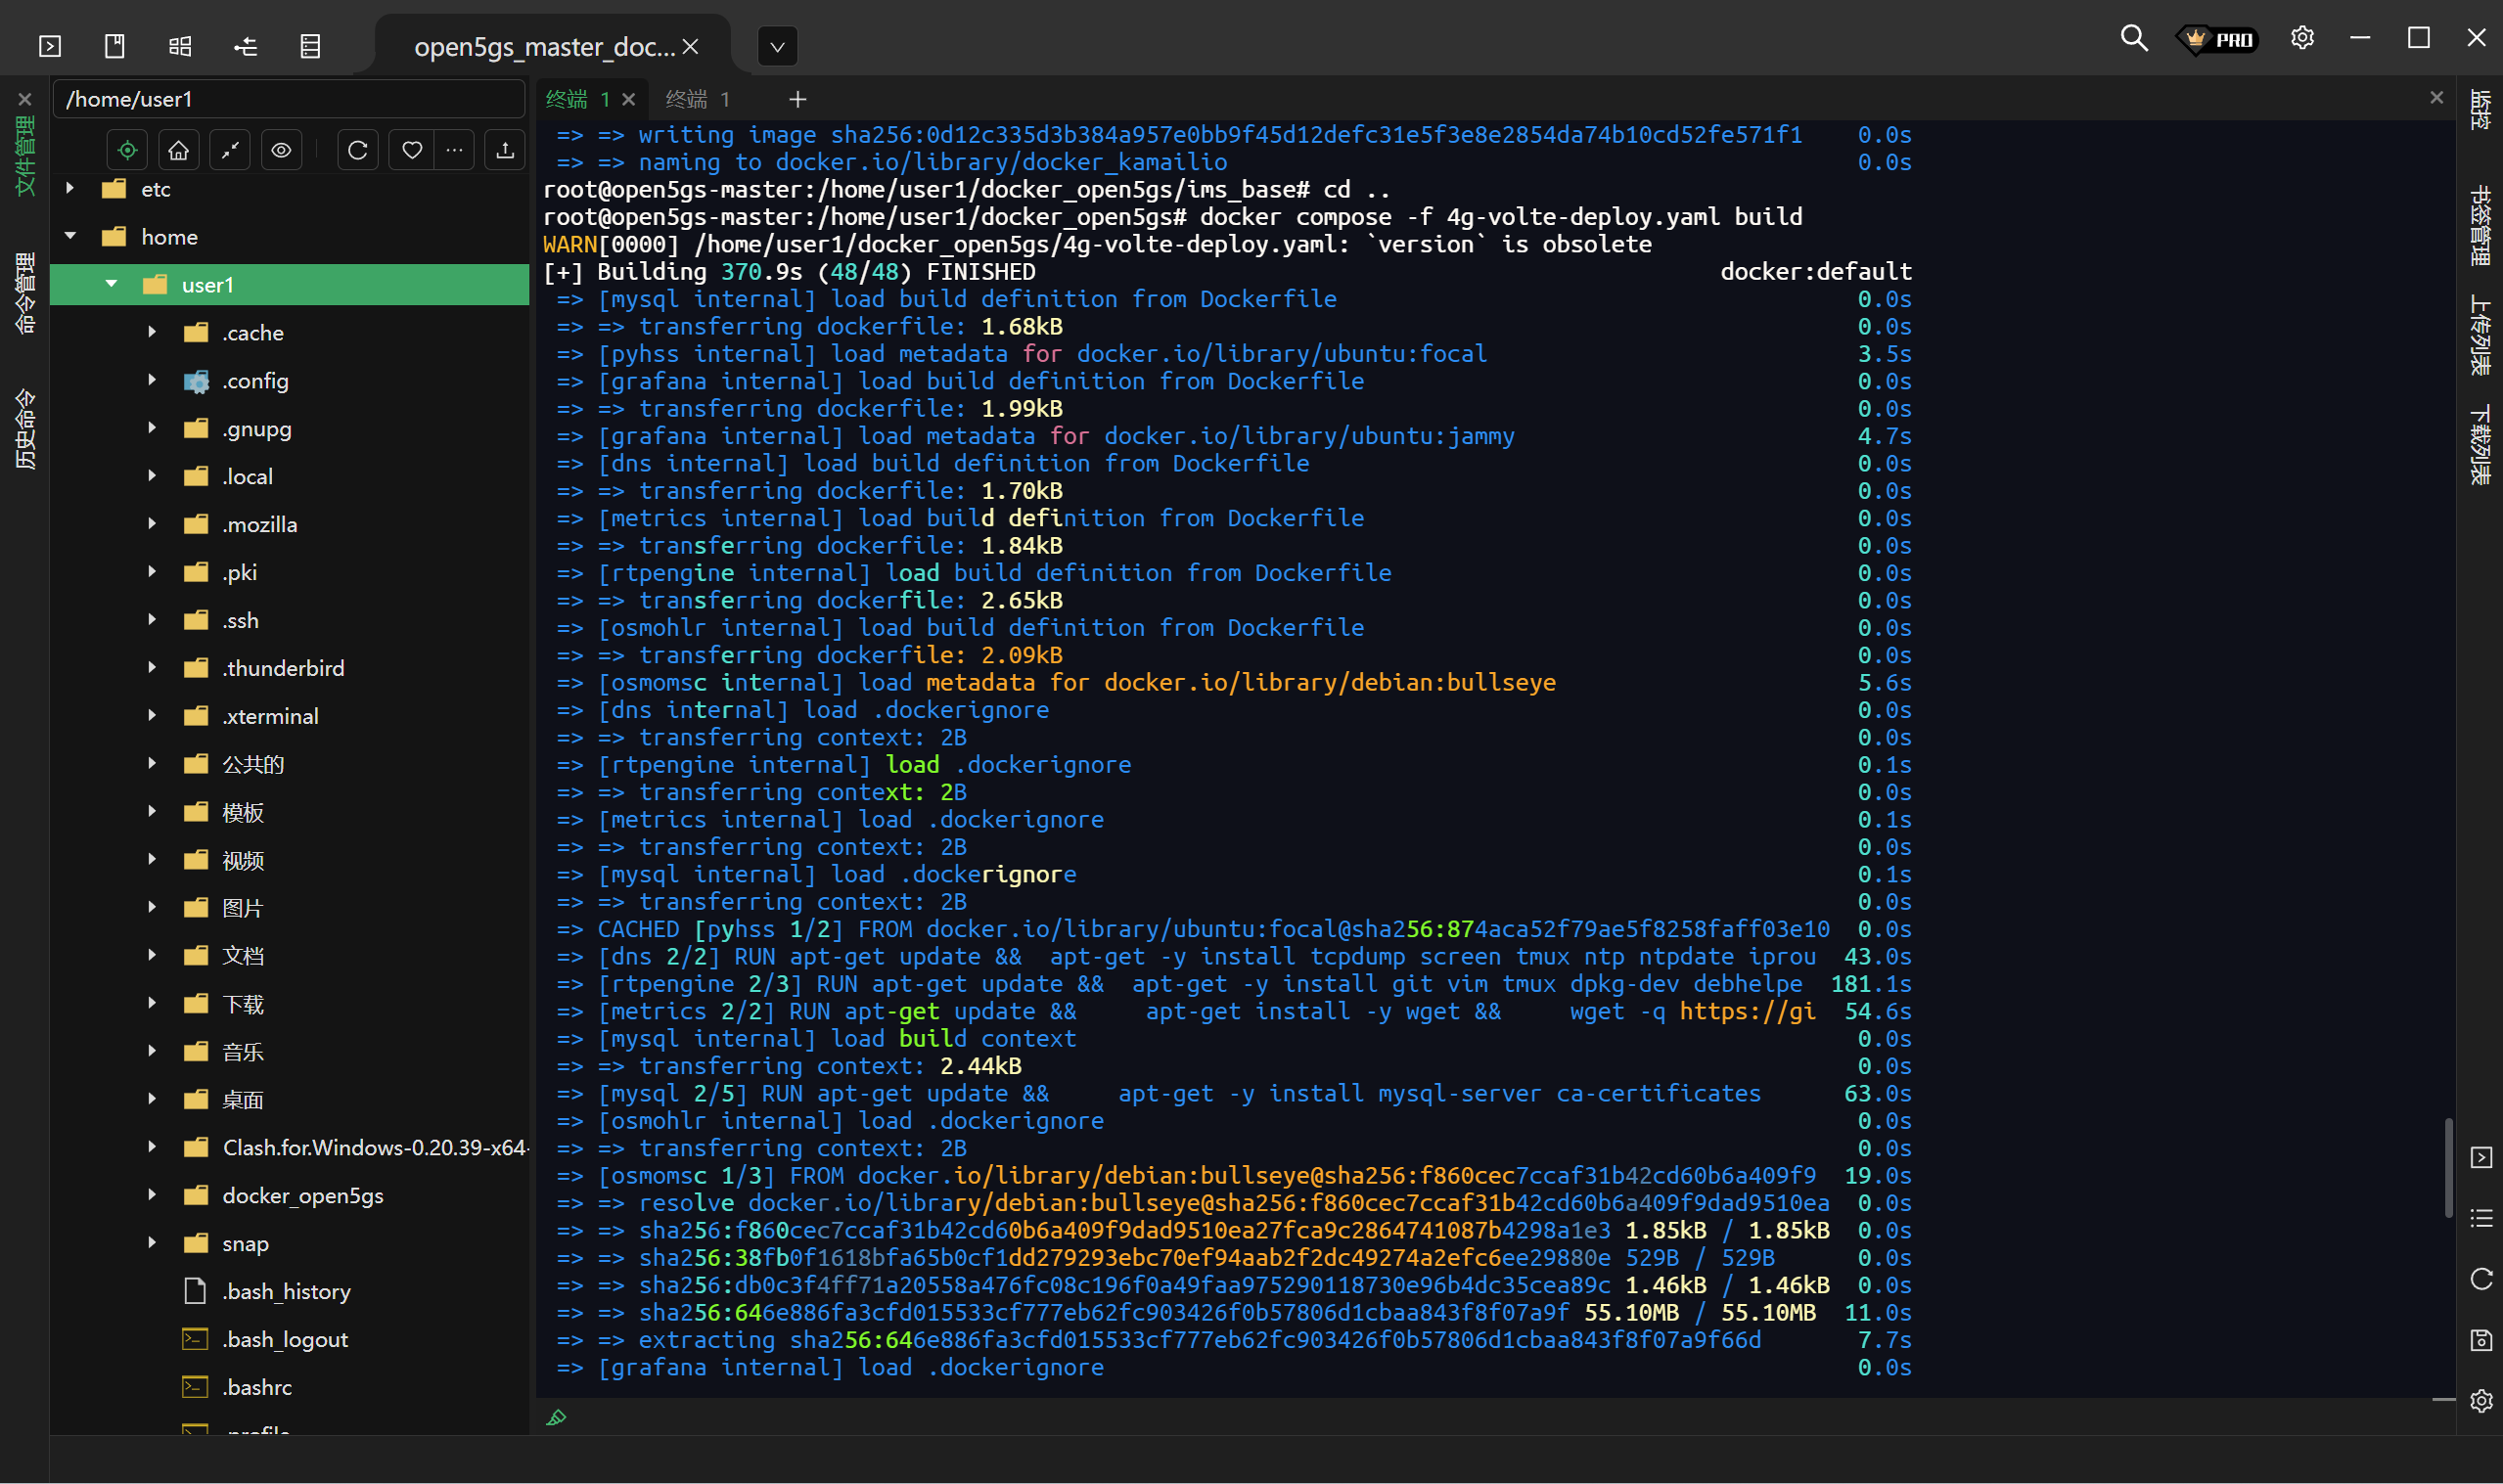 open5gs_master_doc...
PRO
文件管理
命令管理
历史命令
/home/user1
etc
home
user1
.cache
.config
.gnupg
.local
.mozilla
.pki
.ssh
.thunderbird
.xterminal
公共的
模板
视频
图片
文档
下载
音乐
桌面
Clash.for.Windows-0.20.39-x64-
docker_open5gs
snap
.bash_history
.bash_logout
.bashrc
.profile
终端 1
终端 1
=> => writing image sha256:0d12c335d3b384a957e0bb9f45d12defc31e5f3e8e2854da74b10cd52fe571f1 0.0s
=> => naming to docker.io/library/docker_kamailio 0.0s
root@open5gs-master:/home/user1/docker_open5gs/ims_base# cd ..
root@open5gs-master:/home/user1/docker_open5gs# docker compose -f 4g-volte-deploy.yaml build
WARN[0000] /home/user1/docker_open5gs/4g-volte-deploy.yaml: `version` is obsolete
[+] Building 370.9s (48/48) FINISHED docker:default
=> [mysql internal] load build definition from Dockerfile 0.0s
=> => transferring dockerfile: 1.68kB 0.0s
=> [pyhss internal] load metadata for docker.io/library/ubuntu:focal 3.5s
=> [grafana internal] load build definition from Dockerfile 0.0s
=> => transferring dockerfile: 1.99kB 0.0s
=> [grafana internal] load metadata for docker.io/library/ubuntu:jammy 4.7s
=> [dns internal] load build definition from Dockerfile 0.0s
=> => transferring dockerfile: 1.70kB 0.0s
=> [metrics internal] load build definition from Dockerfile 0.0s
=> => transferring dockerfile: 1.84kB 0.0s
=> [rtpengine internal] load build definition from Dockerfile 0.0s
=> => transferring dockerfile: 2.65kB 0.0s
=> [osmohlr internal] load build definition from Dockerfile 0.0s
=> => transferring dockerfile: 2.09kB 0.0s
=> [osmomsc internal] load metadata for docker.io/library/debian:bullseye 5.6s
=> [dns internal] load .dockerignore 0.0s
=> => transferring context: 2B 0.0s
=> [rtpengine internal] load .dockerignore 0.1s
=> => transferring context: 2B 0.0s
=> [metrics internal] load .dockerignore 0.1s
=> => transferring context: 2B 0.0s
=> [mysql internal] load .dockerignore 0.1s
=> => transferring context: 2B 0.0s
=> CACHED [pyhss 1/2] FROM docker.io/library/ubuntu:focal@sha256:874aca52f79ae5f8258faff03e10 0.0s
=> [dns 2/2] RUN apt-get update && apt-get -y install tcpdump screen tmux ntp ntpdate iprou 43.0s
=> [rtpengine 2/3] RUN apt-get update && apt-get -y install git vim tmux dpkg-dev debhelpe 181.1s
=> [metrics 2/2] RUN apt-get update && apt-get install -y wget && wget -q https://gi 54.6s
=> [mysql internal] load build context 0.0s
=> => transferring context: 2.44kB 0.0s
=> [mysql 2/5] RUN apt-get update && apt-get -y install mysql-server ca-certificates 63.0s
=> [osmohlr internal] load .dockerignore 0.0s
=> => transferring context: 2B 0.0s
=> [osmomsc 1/3] FROM docker.io/library/debian:bullseye@sha256:f860cec7ccaf31b42cd60b6a409f9 19.0s
=> => resolve docker.io/library/debian:bullseye@sha256:f860cec7ccaf31b42cd60b6a409f9dad9510ea 0.0s
=> => sha256:f860cec7ccaf31b42cd60b6a409f9dad9510ea27fca9c2864741087b4298a1e3 1.85kB / 1.85kB 0.0s
=> => sha256:38fb0f1618bfa65b0cf1dd279293ebc70ef94aab2f2dc49274a2efc6ee29880e 529B / 529B 0.0s
=> => sha256:db0c3f4ff71a20558a476fc08c196f0a49faa975290118730e96b4dc35cea89c 1.46kB / 1.46kB 0.0s
=> => sha256:646e886fa3cfd015533cf777eb62fc903426f0b57806d1cbaa843f8f07a9f 55.10MB / 55.10MB 11.0s
=> => extracting sha256:646e886fa3cfd015533cf777eb62fc903426f0b57806d1cbaa843f8f07a9f66d 7.7s
=> [grafana internal] load .dockerignore 0.0s
监控
书签管理
上传列表
下载列表